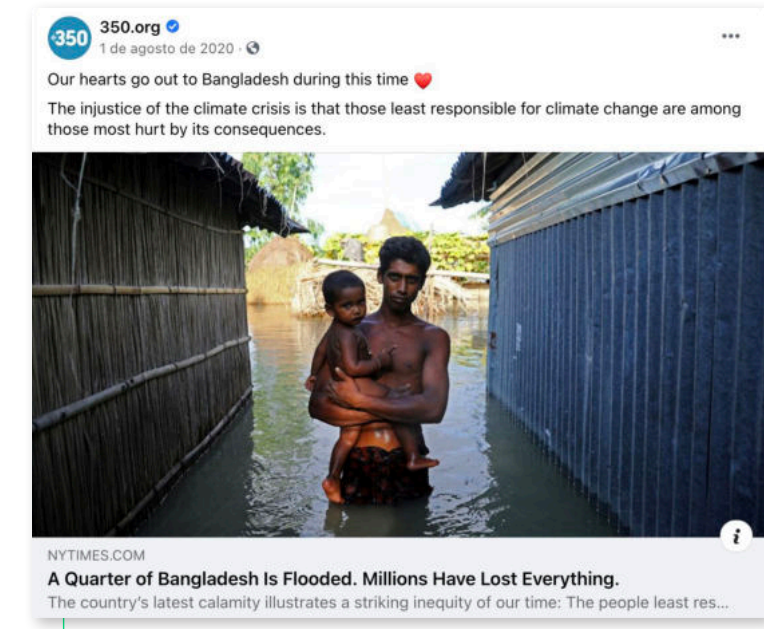 350.org
350
1 de agosto de 2020 ·
Our hearts go out to Bangladesh during this time
The injustice of the climate crisis is that those least responsible for climate change are among
those most hurt by its consequences.
i
NYTIMES.COM
A Quarter of Bangladesh Is Flooded. Millions Have Lost Everything.
The country's latest calamity illustrates a striking inequity of our time: The people least res...